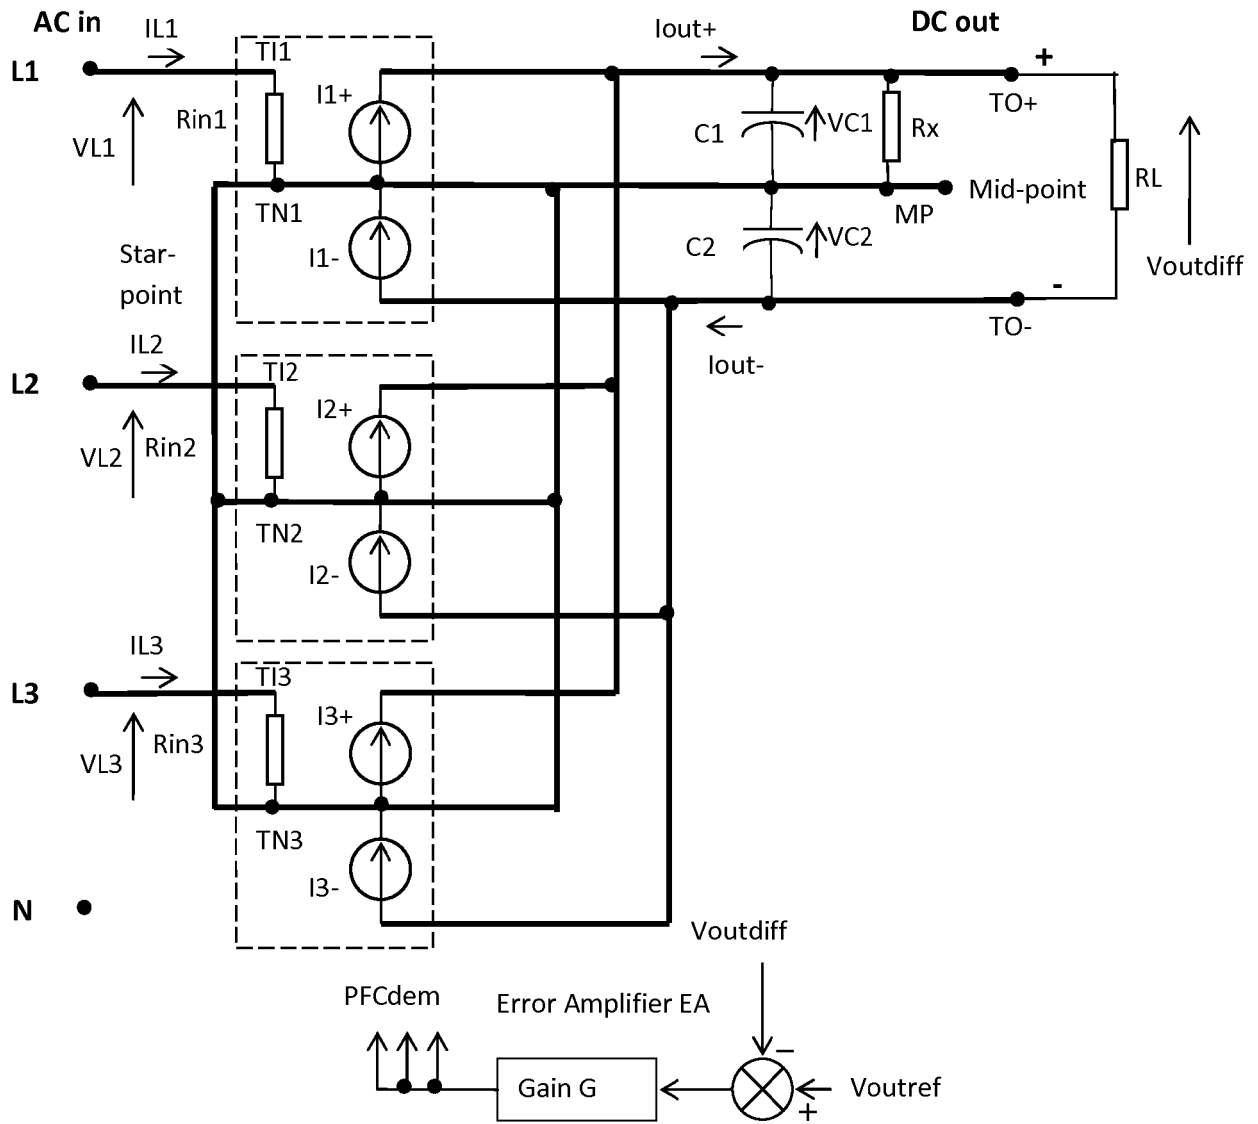 AC in
IL1
Iout+
DC out
L1
TI1
+
Rin1
I1+
VL1
C1
VC1
Rx
TO+
TN1
MP
Mid-point
RL
Star-
point
I1-
C2
VC2
Voutdiff
-
TO-
IL2
Iout-
L2
TI2
VL2
Rin2
I2+
TN2
I2-
IL3
L3
TI3
VL3
Rin3
I3+
TN3
I3-
N
Voutdiff
PFCdem
Error Amplifier EA
−
Gain G
Voutref
+